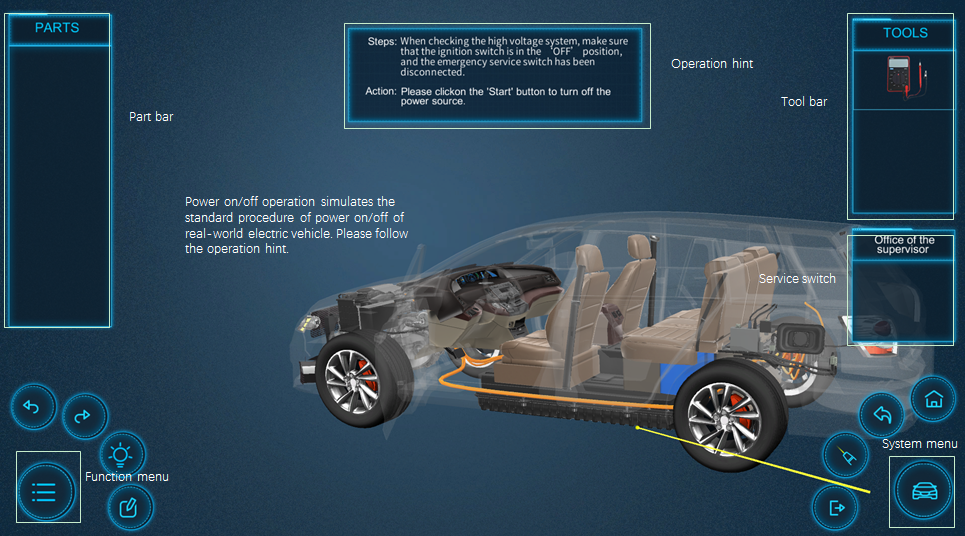 PARTS
Steps: When checking the high voltage system, make sure
that the ignition switch is in the 'OFF' position,
and the emergency service switch has been
disconnected.
Action: Please clickon the 'Start' button to turn off the
power source.
Operation hint
TOOLS
Tool bar
Part bar
Power on/off operation simulates the
standard procedure of power on/off of
real-world electric vehicle. Please follow
the operation hint.
Office of the
supervisor
Service switch
System menu
Function menu